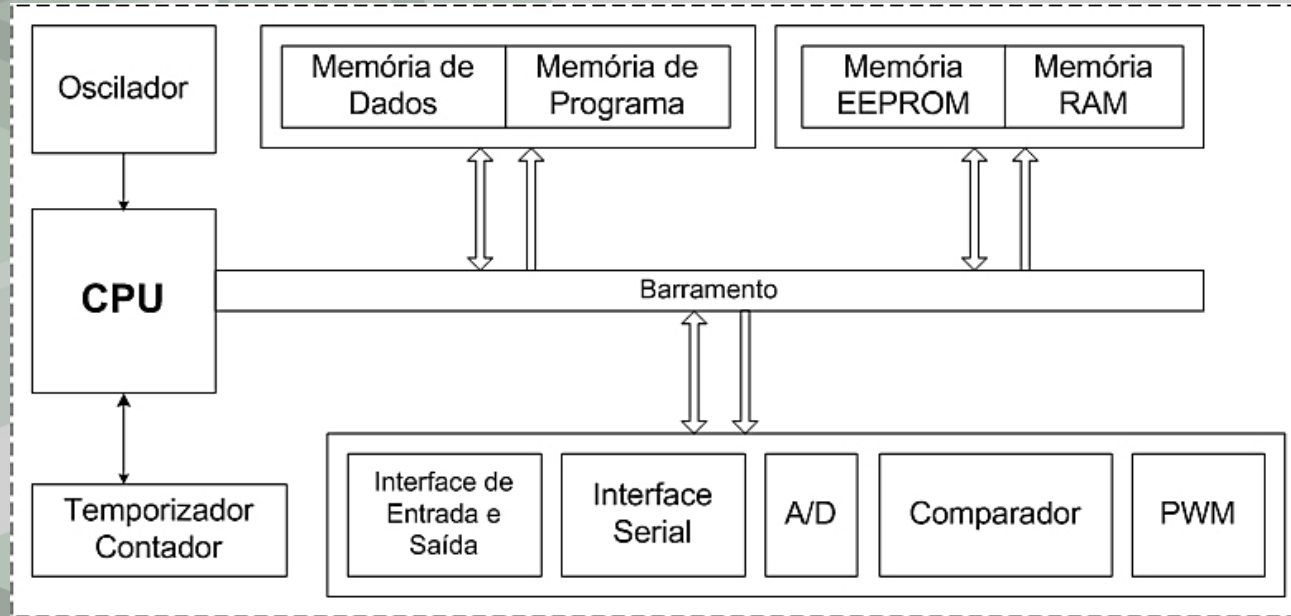 Oscilador
Memória de
Dados
Memória de
Programa
Memória
EEPROM
Memória
RAM
CPU
Barramento
Temporizador
Contador
Interface de
Entrada e
Saída
Interface
Serial
A/D
Comparador
PWM